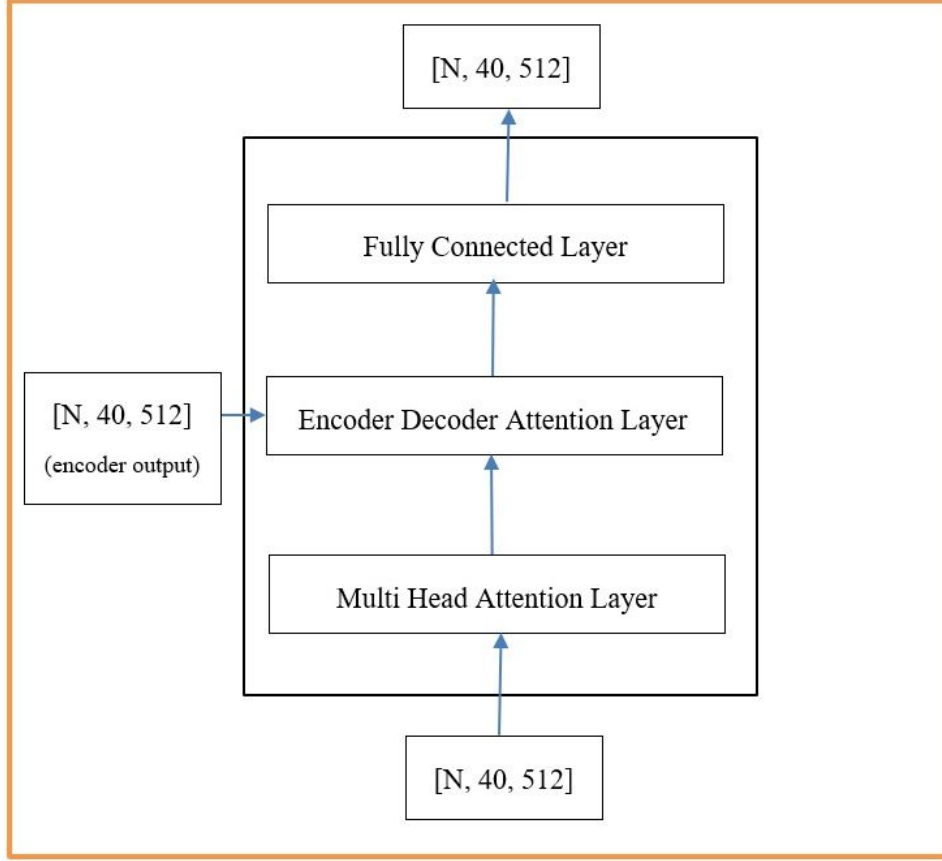 [N, 40, 512]
Fully Connected Layer
[N, 40, 512]
(encoder output)
Encoder Decoder Attention Layer
Multi Head Attention Layer
[N, 40, 512]